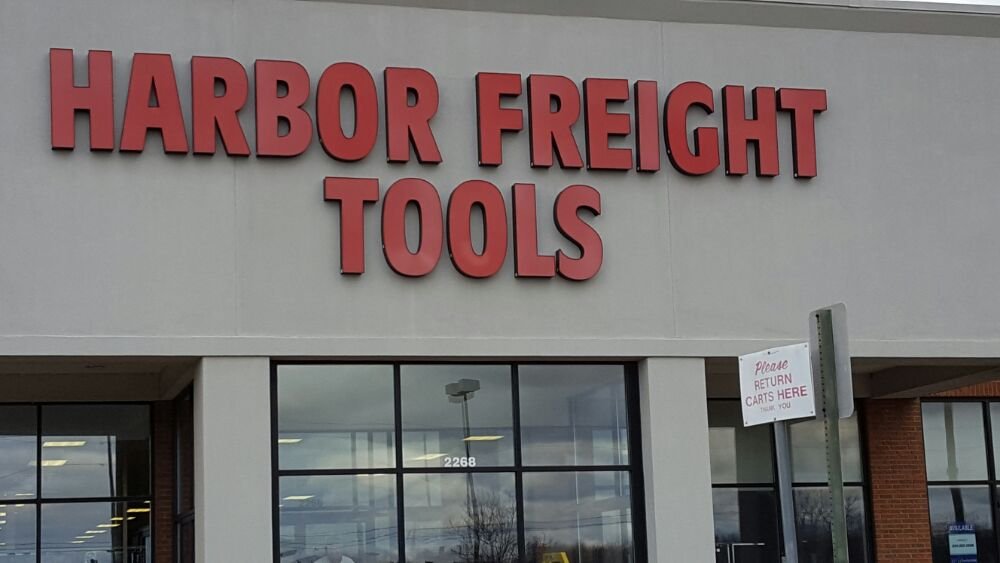 HARBOR FREIGHT
TOOLS
2268
Please
RETURN
CARTS HERE
THANK YOU
AVAILABLE